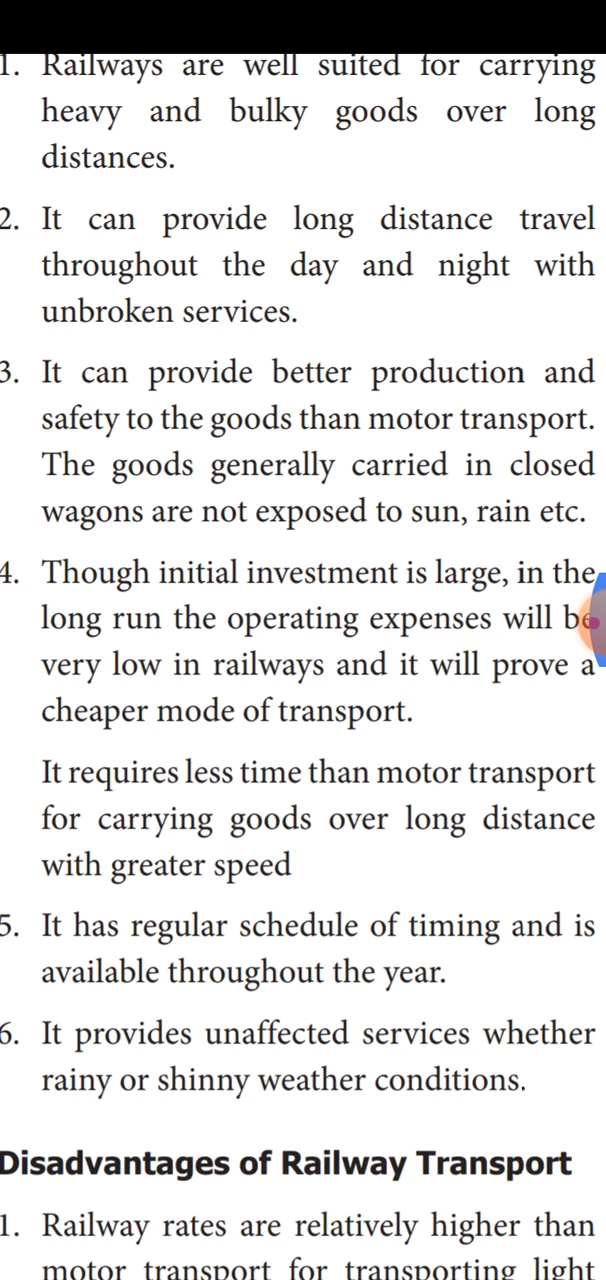 1. Railways are well suited for carrying
heavy and bulky goods over long
distances.
2. It can provide long distance travel
throughout the day and night with
unbroken services.
3. It can provide better production and
safety to the goods than motor transport.
The goods generally carried in closed
wagons are not exposed to sun, rain etc.
4. Though initial investment is large, in the
long run the operating expenses will be
very low in railways and it will prove a
cheaper mode of transport.
It requires less time than motor transport
for carrying goods over long distance
with greater speed
5. It has regular schedule of timing and is
available throughout the year.
6. It provides unaffected services whether
rainy or shinny weather conditions.
Disadvantages of Railway Transport
1. Railway rates are relatively higher than
motor transport for transporting light